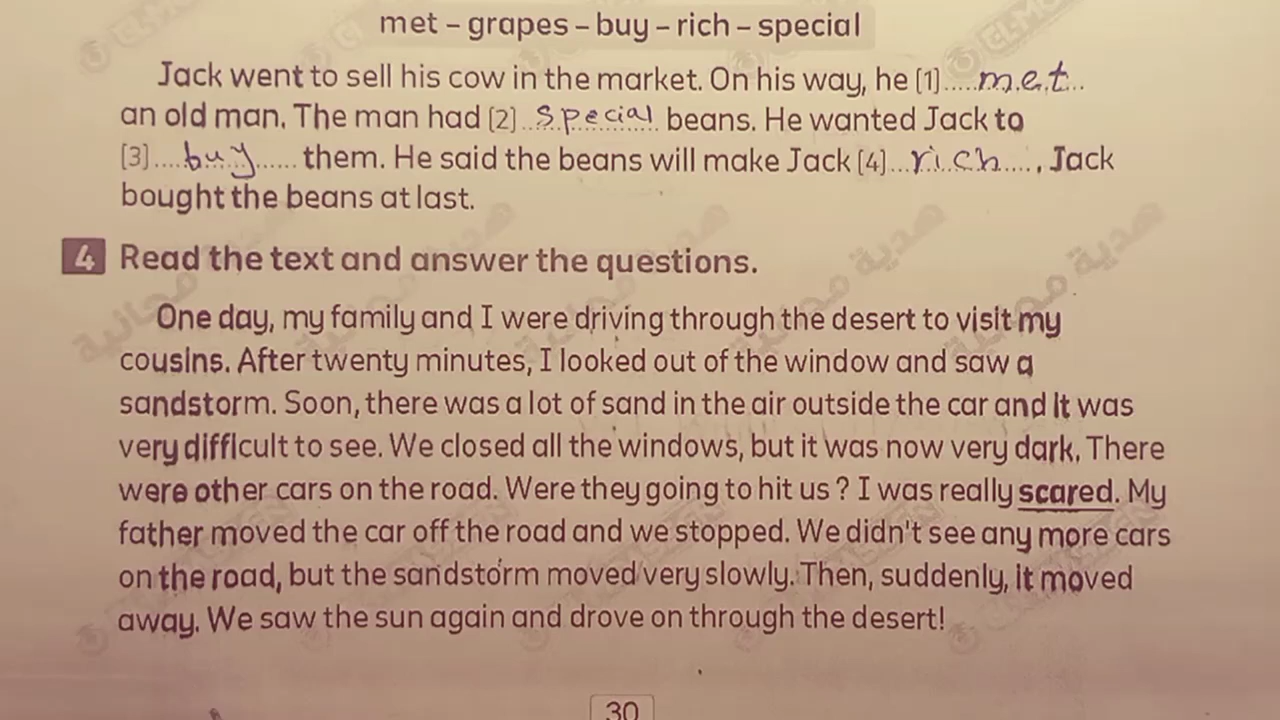 met – grapes – buy – rich – special
Jack went to sell his cow in the market. On his way, he (1).....met..
an old man. The man had (2)..special.. beans. He wanted Jack to
(3)....buy...... them. He said the beans will make Jack (4)...rich...., Jack
bought the beans at last.
4 Read the text and answer the questions.
One day, my family and I were driving through the desert to visit my
cousins. After twenty minutes, I looked out of the window and saw a
sandstorm. Soon, there was a lot of sand in the air outside the car and it was
very difficult to see. We closed all the windows, but it was now very dark. There
were other cars on the road. Were they going to hit us ? I was really scared. My
father moved the car off the road and we stopped. We didn't see any more cars
on the road, but the sandstorm moved very slowly. Then, suddenly, it moved
away. We saw the sun again and drove on through the desert!
30